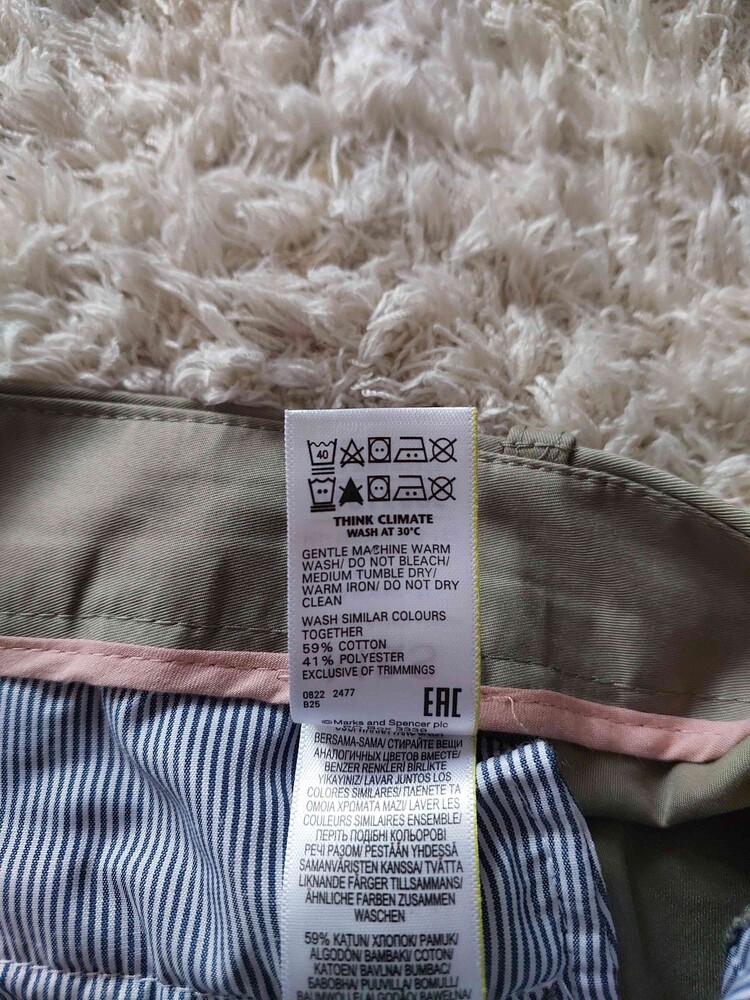 40
THINK CLIMATE
WASH AT 30°C
GENTLE MACHINE WARM
WASH/ DO NOT BLEACH/
MEDIUM TUMBLE DRY/
WARM IRON/ DO NOT DRY
CLEAN
WASH SIMILAR COLOURS
TOGETHER
59% COTTON
41% POLYESTER
EXCLUSIVE OF TRIMMINGS
0822 2477
B25
EAC
©Marks and Spencer plc
BERSAMA-SAMA/ СТИРАЙТЕ ВЕЩИ
АНАЛОГИЧНЫХ ЦВЕТОВ ВМЕСТЕ/
BENZER RENKLERİ BİRLİKTE
YIKAYINIZ/ LAVAR JUNTOS LOS
COLORES SIMILARES/ ΠΛΕΝΕΤΕ ΤΑ
ΟΜΟΙΑ ΧΡΩΜΑΤΑ ΜΑΖΙ/ LAVER LES
COULEURS SIMILAIRES ENSEMBLE/
ПЕРІТЬ ПОДІБНІ КОЛЬОРОВІ
РЕЧІ РАЗОМ/ PESTÄÄN YHDESSÄ
SAMANVÄRISTEN KANSSA/ TVÄTTA
LIKNANDE FÄRGER TILLSAMMANS/
ÄHNLICHE FARBEN ZUSAMMEN
WASCHEN
59% KATUN/ ХЛОПОК/ PAMUK/
ALGODÓN/ ΒΑΜΒΑΚΙ/ COTON/
KATOEN/ BAVLNA/ BUMBAC/
БАВОВНА/ PUUVILLA/ BOMULL/